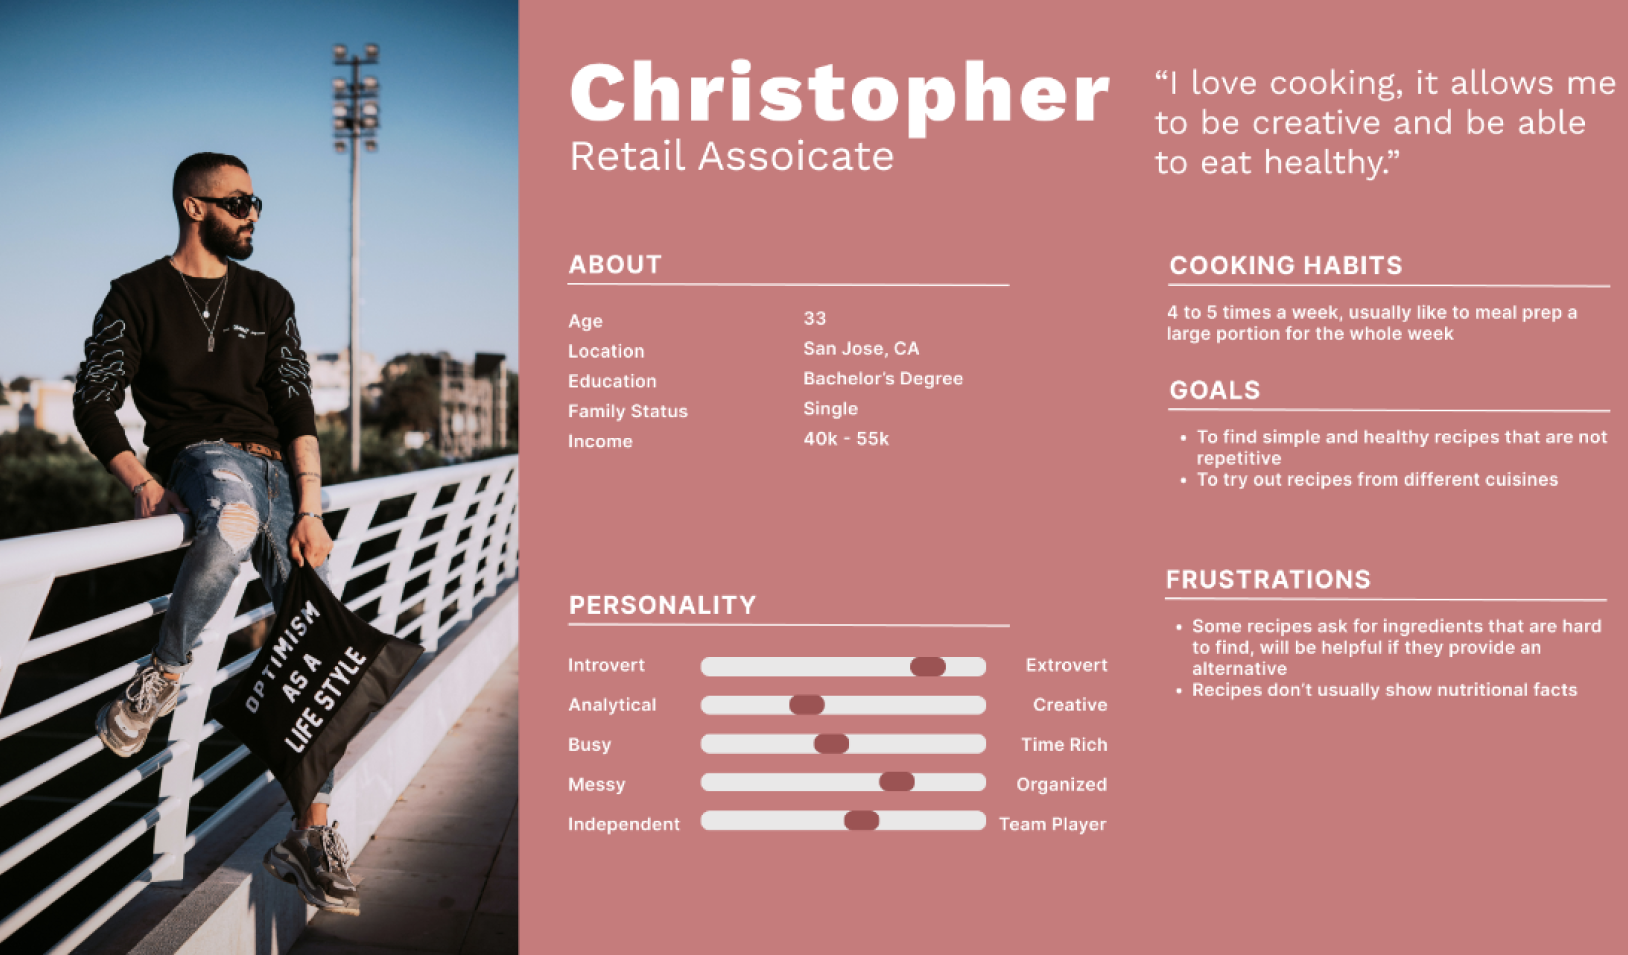 Christopher
Retail Assoicate
“I love cooking, it allows me
to be creative and be able
to eat healthy.”
ABOUT
Age 33
Location San Jose, CA
Education Bachelor’s Degree
Family Status Single
Income 40k - 55k
PERSONALITY
Introvert Extrovert
Analytical Creative
Busy Time Rich
Messy Organized
Independent Team Player
COOKING HABITS
4 to 5 times a week, usually like to meal prep a
large portion for the whole week
GOALS
• To find simple and healthy recipes that are not
repetitive
• To try out recipes from different cuisines
FRUSTRATIONS
• Some recipes ask for ingredients that are hard
to find, will be helpful if they provide an
alternative
• Recipes don’t usually show nutritional facts
OPTIMISM
AS A
LIFE STYLE